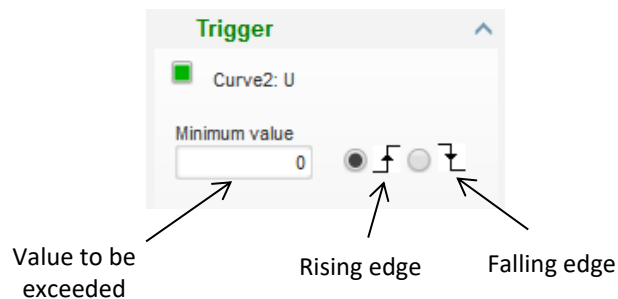 Trigger
Curve2: U
Minimum value
0
Value to be
exceeded
Rising edge
Falling edge